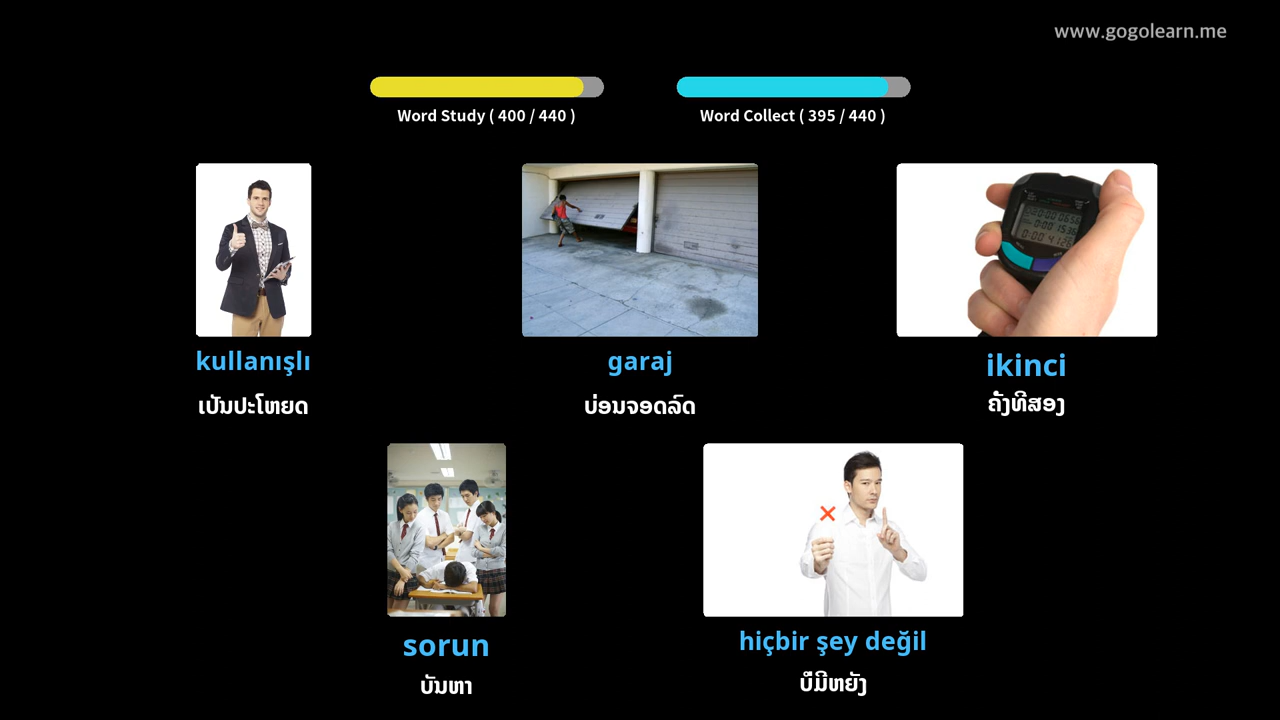 www.gogolearn.me
Word Study ( 400 / 440 )
Word Collect ( 395 / 440 )
kullanışlı
ເປັນປະໂຫຍດ
garaj
ບ່ອນຈອດລົດ
ikinci
ຄັ້ງທີສອງ
sorun
ບັນຫາ
hiçbir şey değil
ບໍ່ມີຫຍັງ